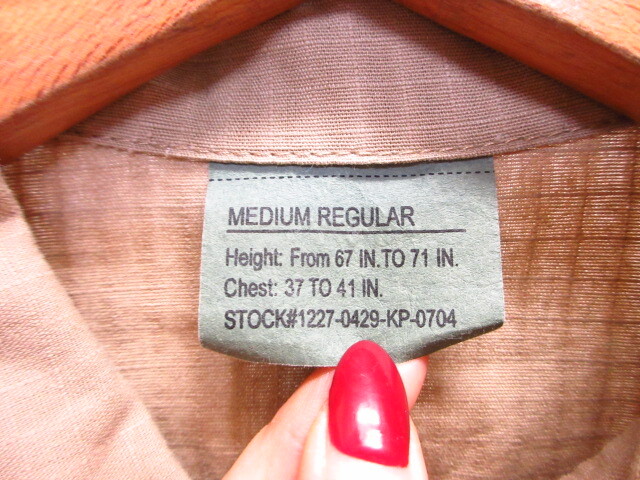 MEDIUM REGULAR
Height: From 67 IN.TO 71 IN.
Chest: 37 TO 41 IN.
STOCK#1227-0429-KP-0704